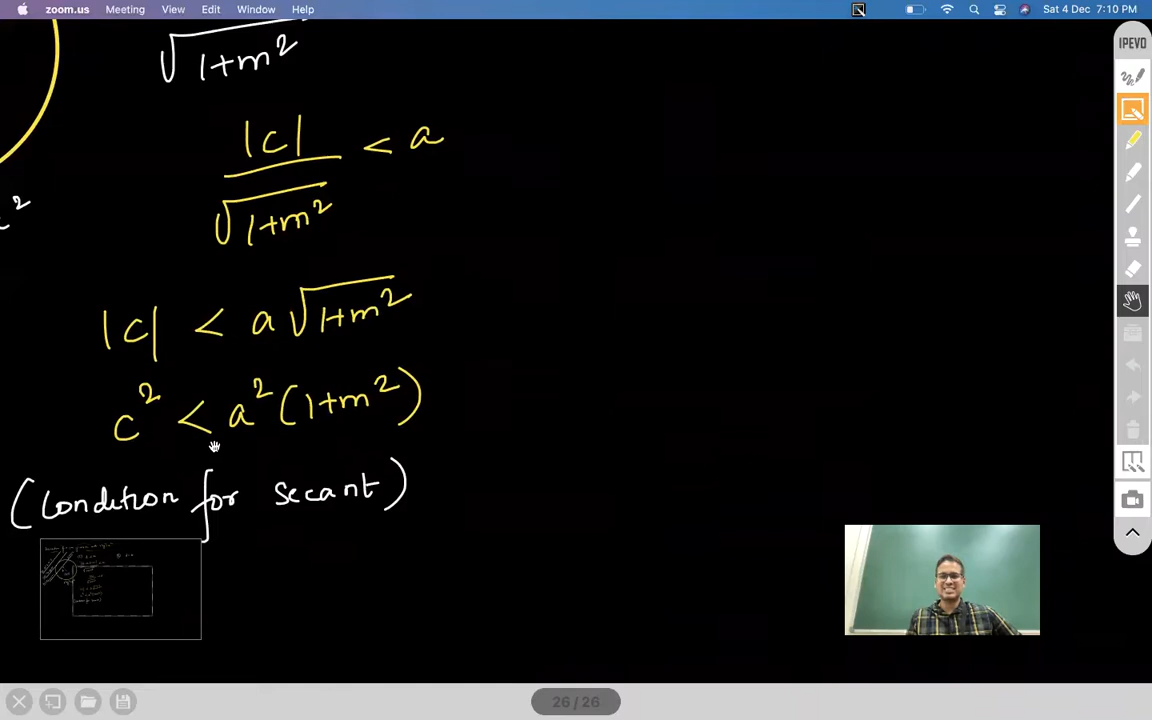 zoom.us Meeting View Edit Window Help Sat 4 Dec 7:10 PM
IPEVO
√1+m²
|c| / √1+m² < a
|c| < a√1+m²
c² < a²(1+m²)
(Condition for secant)
26 / 26